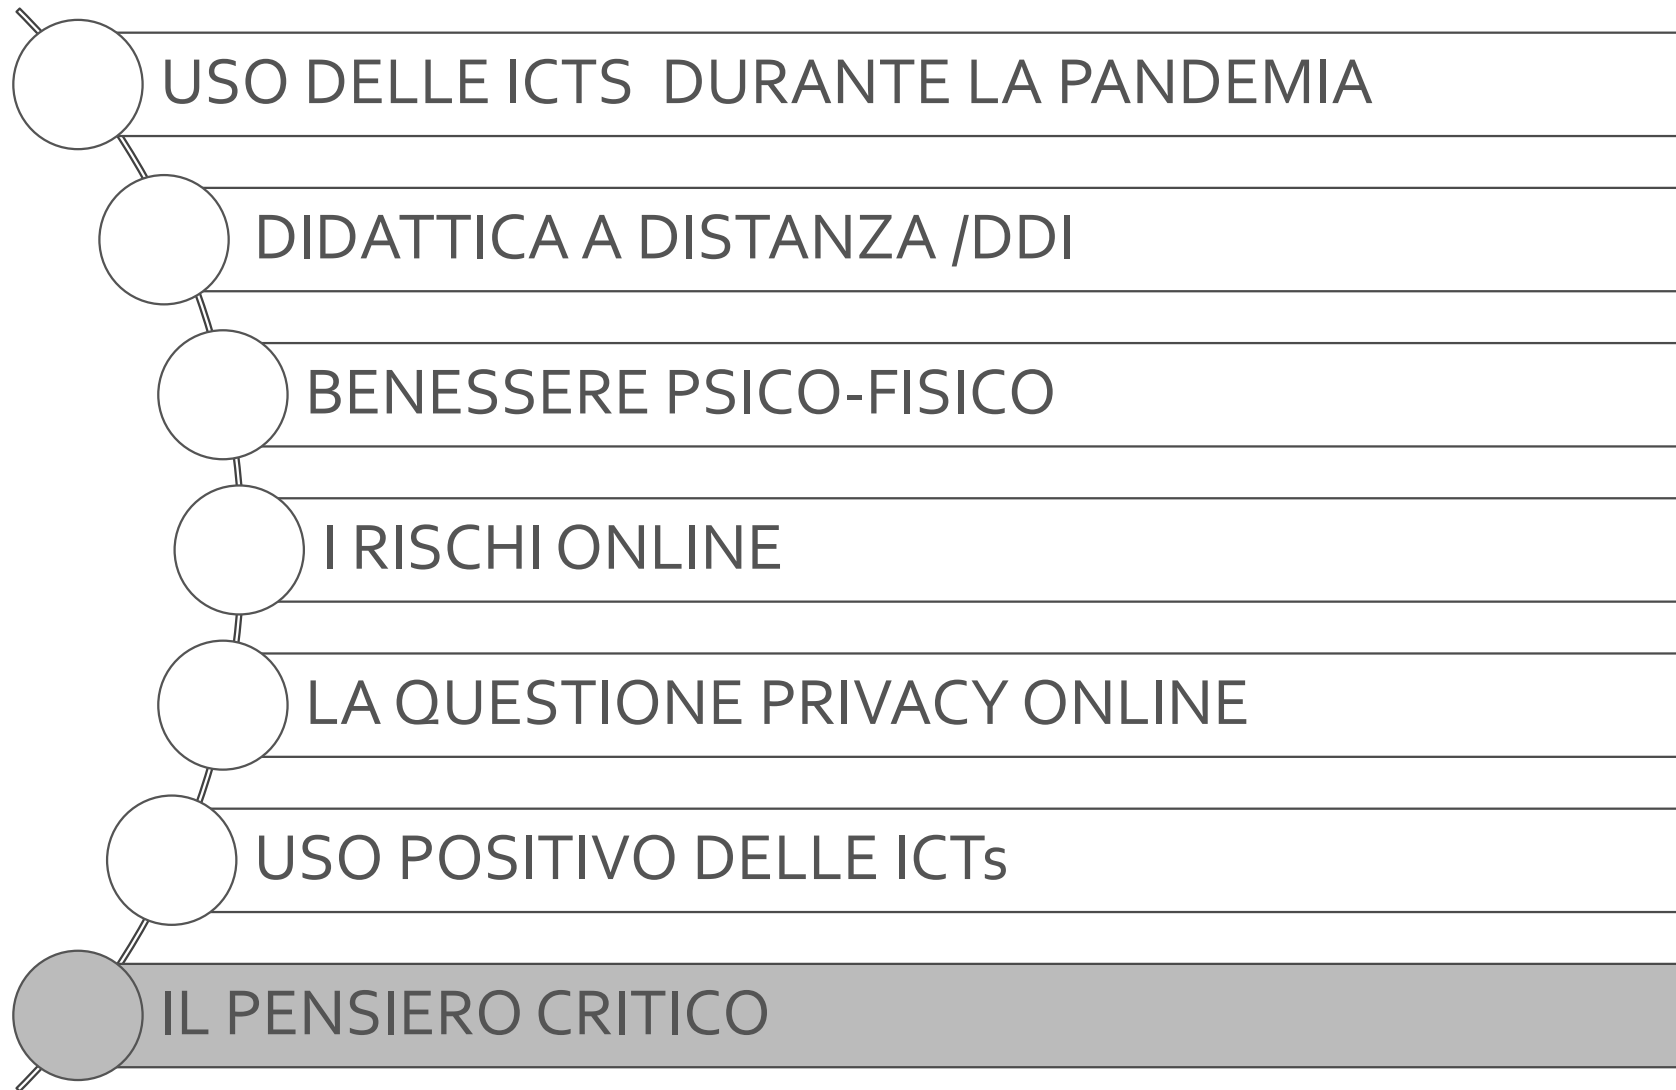 USO DELLE ICTS DURANTE LA PANDEMIA
DIDATTICA A DISTANZA /DDI
BENESSERE PSICO-FISICO
I RISCHI ONLINE
LA QUESTIONE PRIVACY ONLINE
USO POSITIVO DELLE ICTs
IL PENSIERO CRITICO